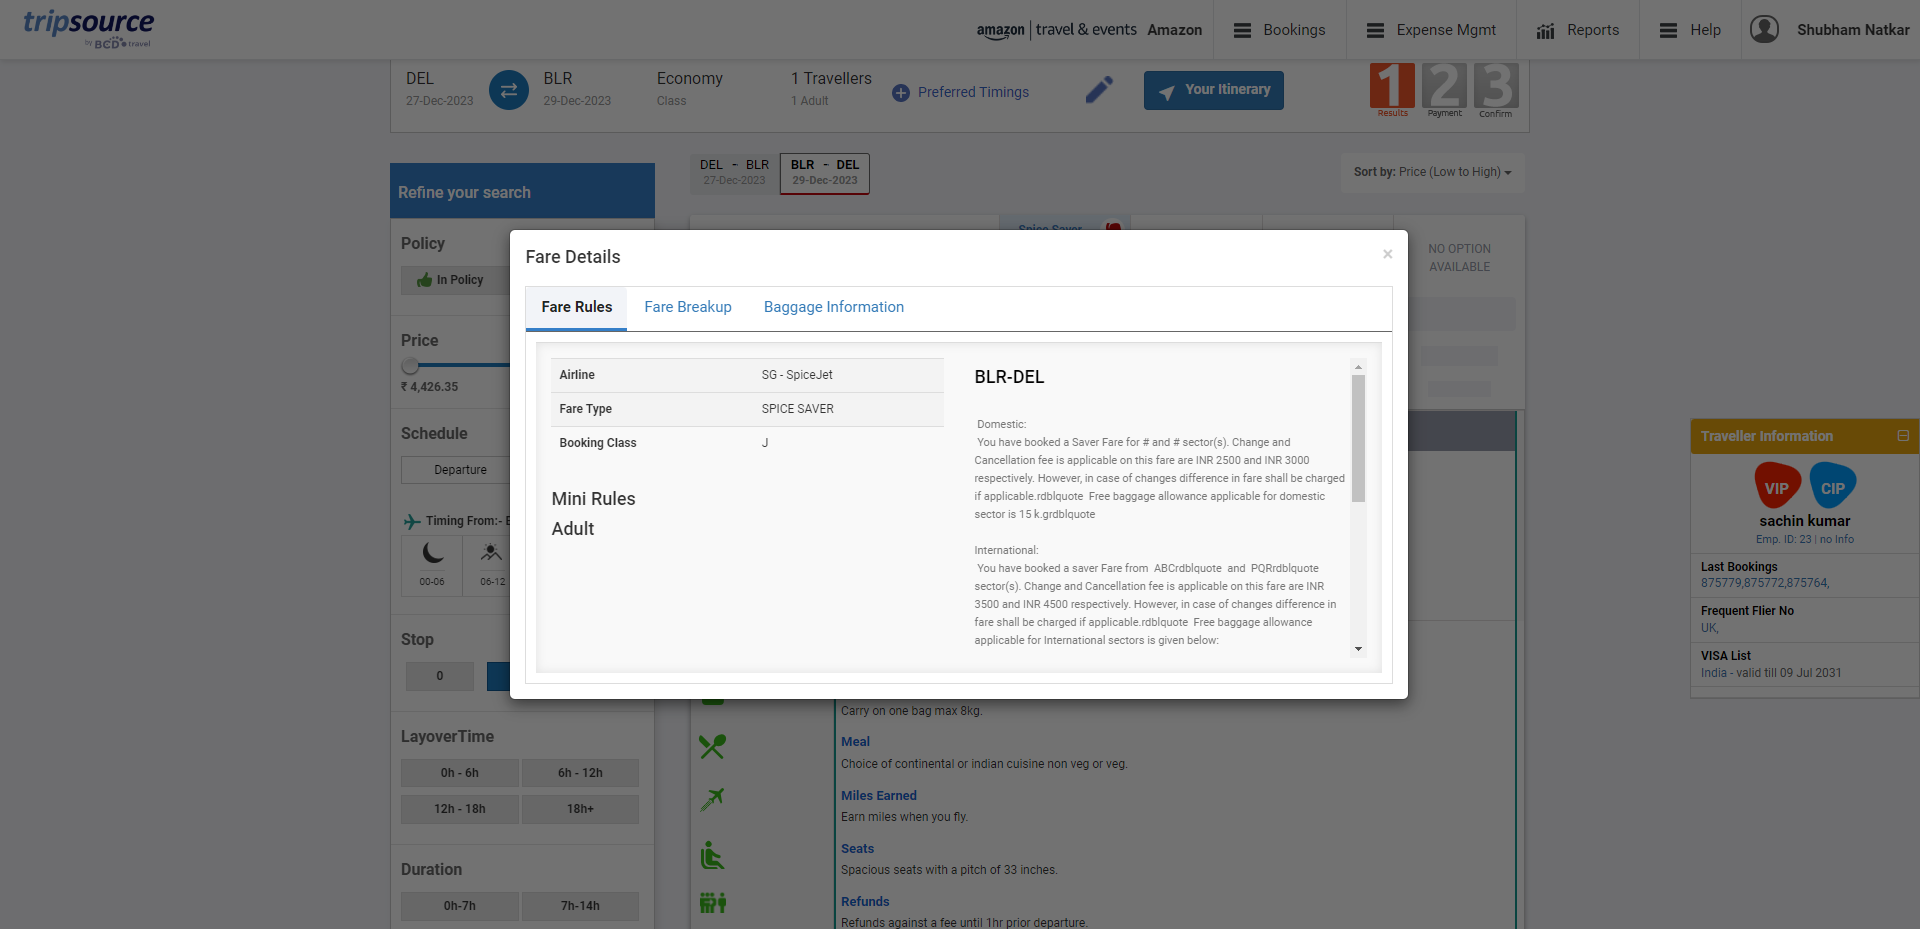 tripsource
by BCD travel
amazon travel & events Amazon
Bookings
Expense Mgmt
Reports
Help
Shubham Natkar
DEL
27-Dec-2023
BLR
29-Dec-2023
Economy
Class
1 Travellers
1 Adult
Preferred Timings
Your Itinerary
1 2 3
Results Payment Confirm
Refine your search
DEL - BLR
27-Dec-2023
BLR - DEL
29-Dec-2023
Sort by: Price (Low to High)
Policy
In Policy
Price
₹ 4,426.35
Schedule
Departure
Timing From:-
00-06
06-12
Stop
0
LayoverTime
0h - 6h
6h - 12h
12h - 18h
18h+
Duration
0h-7h
7h-14h
Spice Saver
NO OPTION
AVAILABLE
Fare Details
×
Fare Rules
Fare Breakup
Baggage Information
Airline SG - SpiceJet
Fare Type SPICE SAVER
Booking Class J
Mini Rules
Adult
BLR-DEL
Domestic:
You have booked a Saver Fare for # and # sector(s). Change and
Cancellation fee is applicable on this fare are INR 2500 and INR 3000
respectively. However, in case of changes difference in fare shall be charged
if applicable.rdblquote Free baggage allowance applicable for domestic
sector is 15 k.grdblquote
International:
You have booked a saver Fare from ABCrdblquote and PQRrdblquote
sector(s). Change and Cancellation fee is applicable on this fare are INR
3500 and INR 4500 respectively. However, in case of changes difference in
fare shall be charged if applicable.rdblquote Free baggage allowance
applicable for International sectors is given below:
Carry on one bag max 8kg.
Meal
Choice of continental or indian cuisine non veg or veg.
Miles Earned
Earn miles when you fly.
Seats
Spacious seats with a pitch of 33 inches.
Refunds
Refunds against a fee until 1hr prior departure.
Traveller Information
VIP
CIP
sachin kumar
Emp. ID: 23 | no Info
Last Bookings
875779,875772,875764,
Frequent Flier No
UK,
VISA List
India - valid till 09 Jul 2031